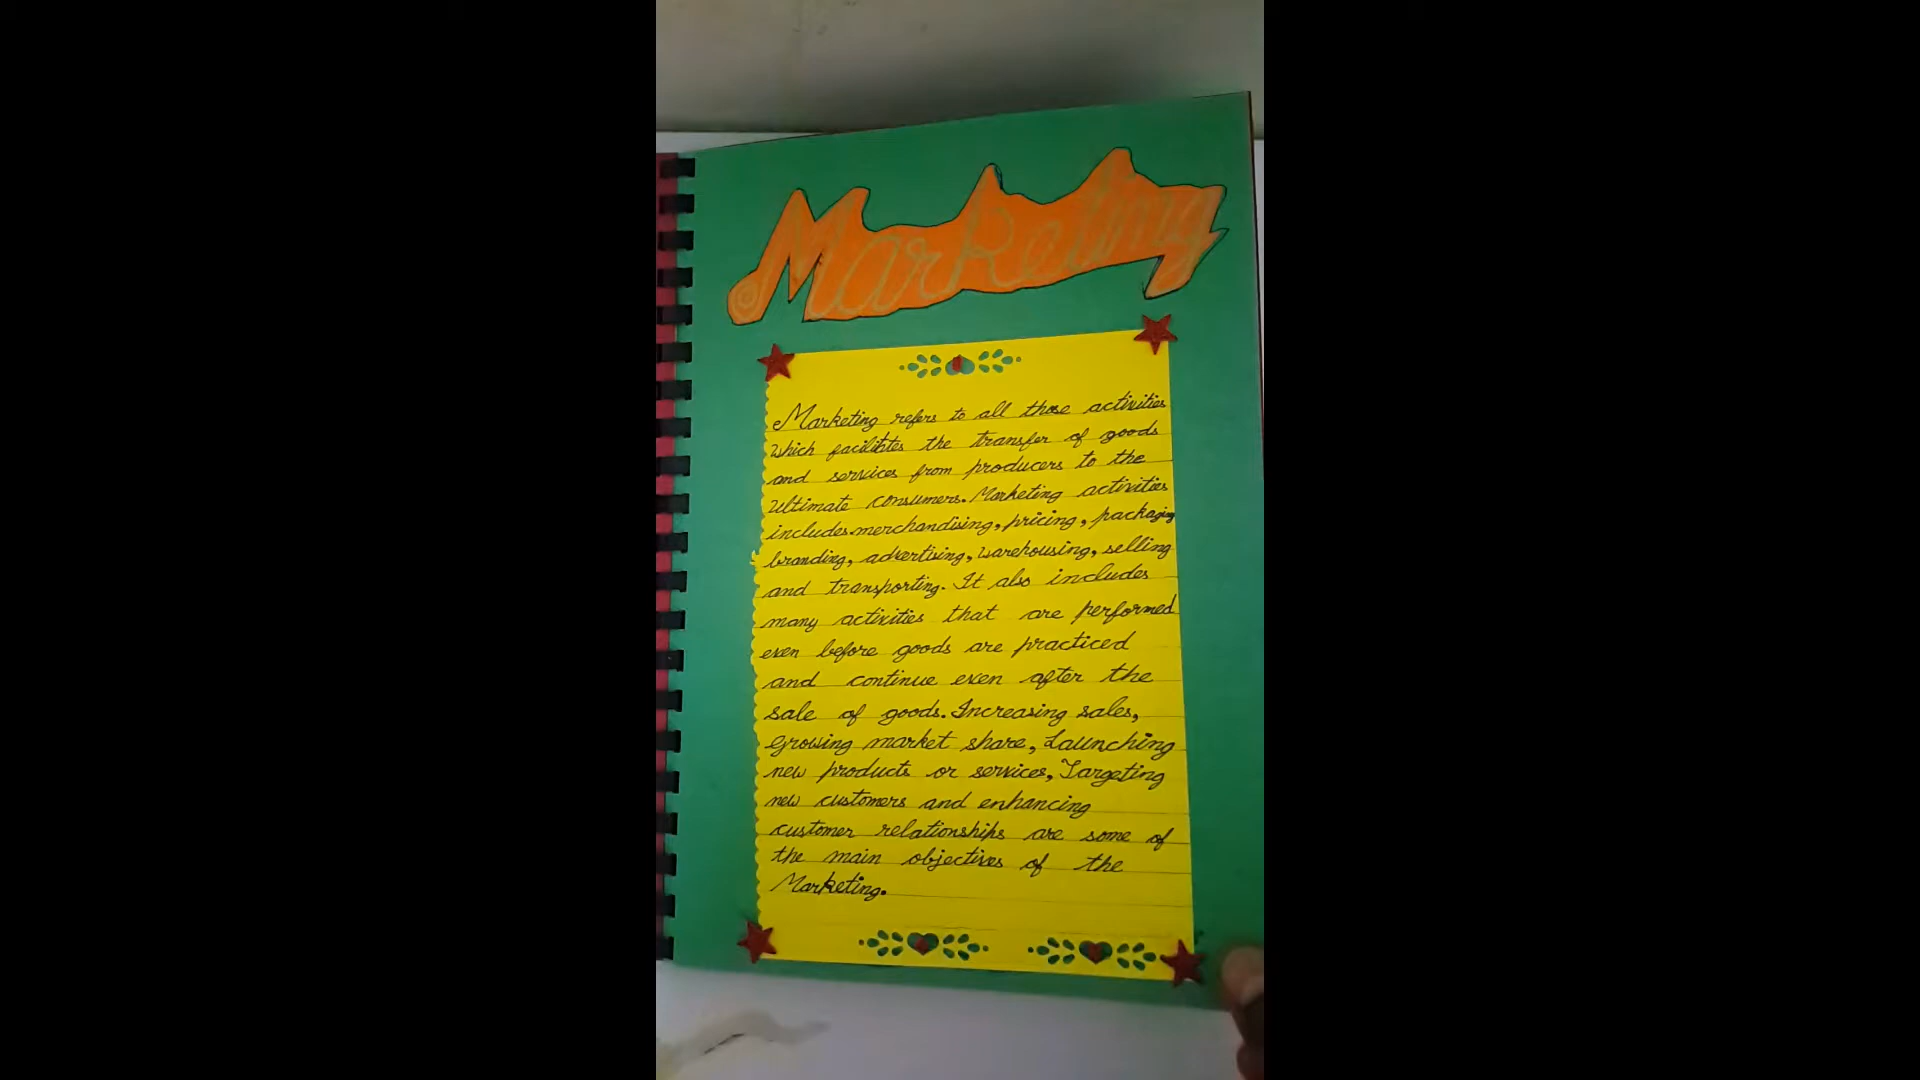 Marketing
Marketing refers to all those activities
which facilitates the transfer of goods
and services from producers to the
ultimate consumers. Marketing activities
includes merchandising, pricing, packaging
branding, advertising, warehousing, selling
and transporting. It also includes
many activities that are performed
even before goods are practiced
and continue even after the
sale of goods. Increasing sales,
Growing market share, Launching
new products or services, Targeting
new customers and enhancing
customer relationships are some of
the main objectives of the
Marketing.